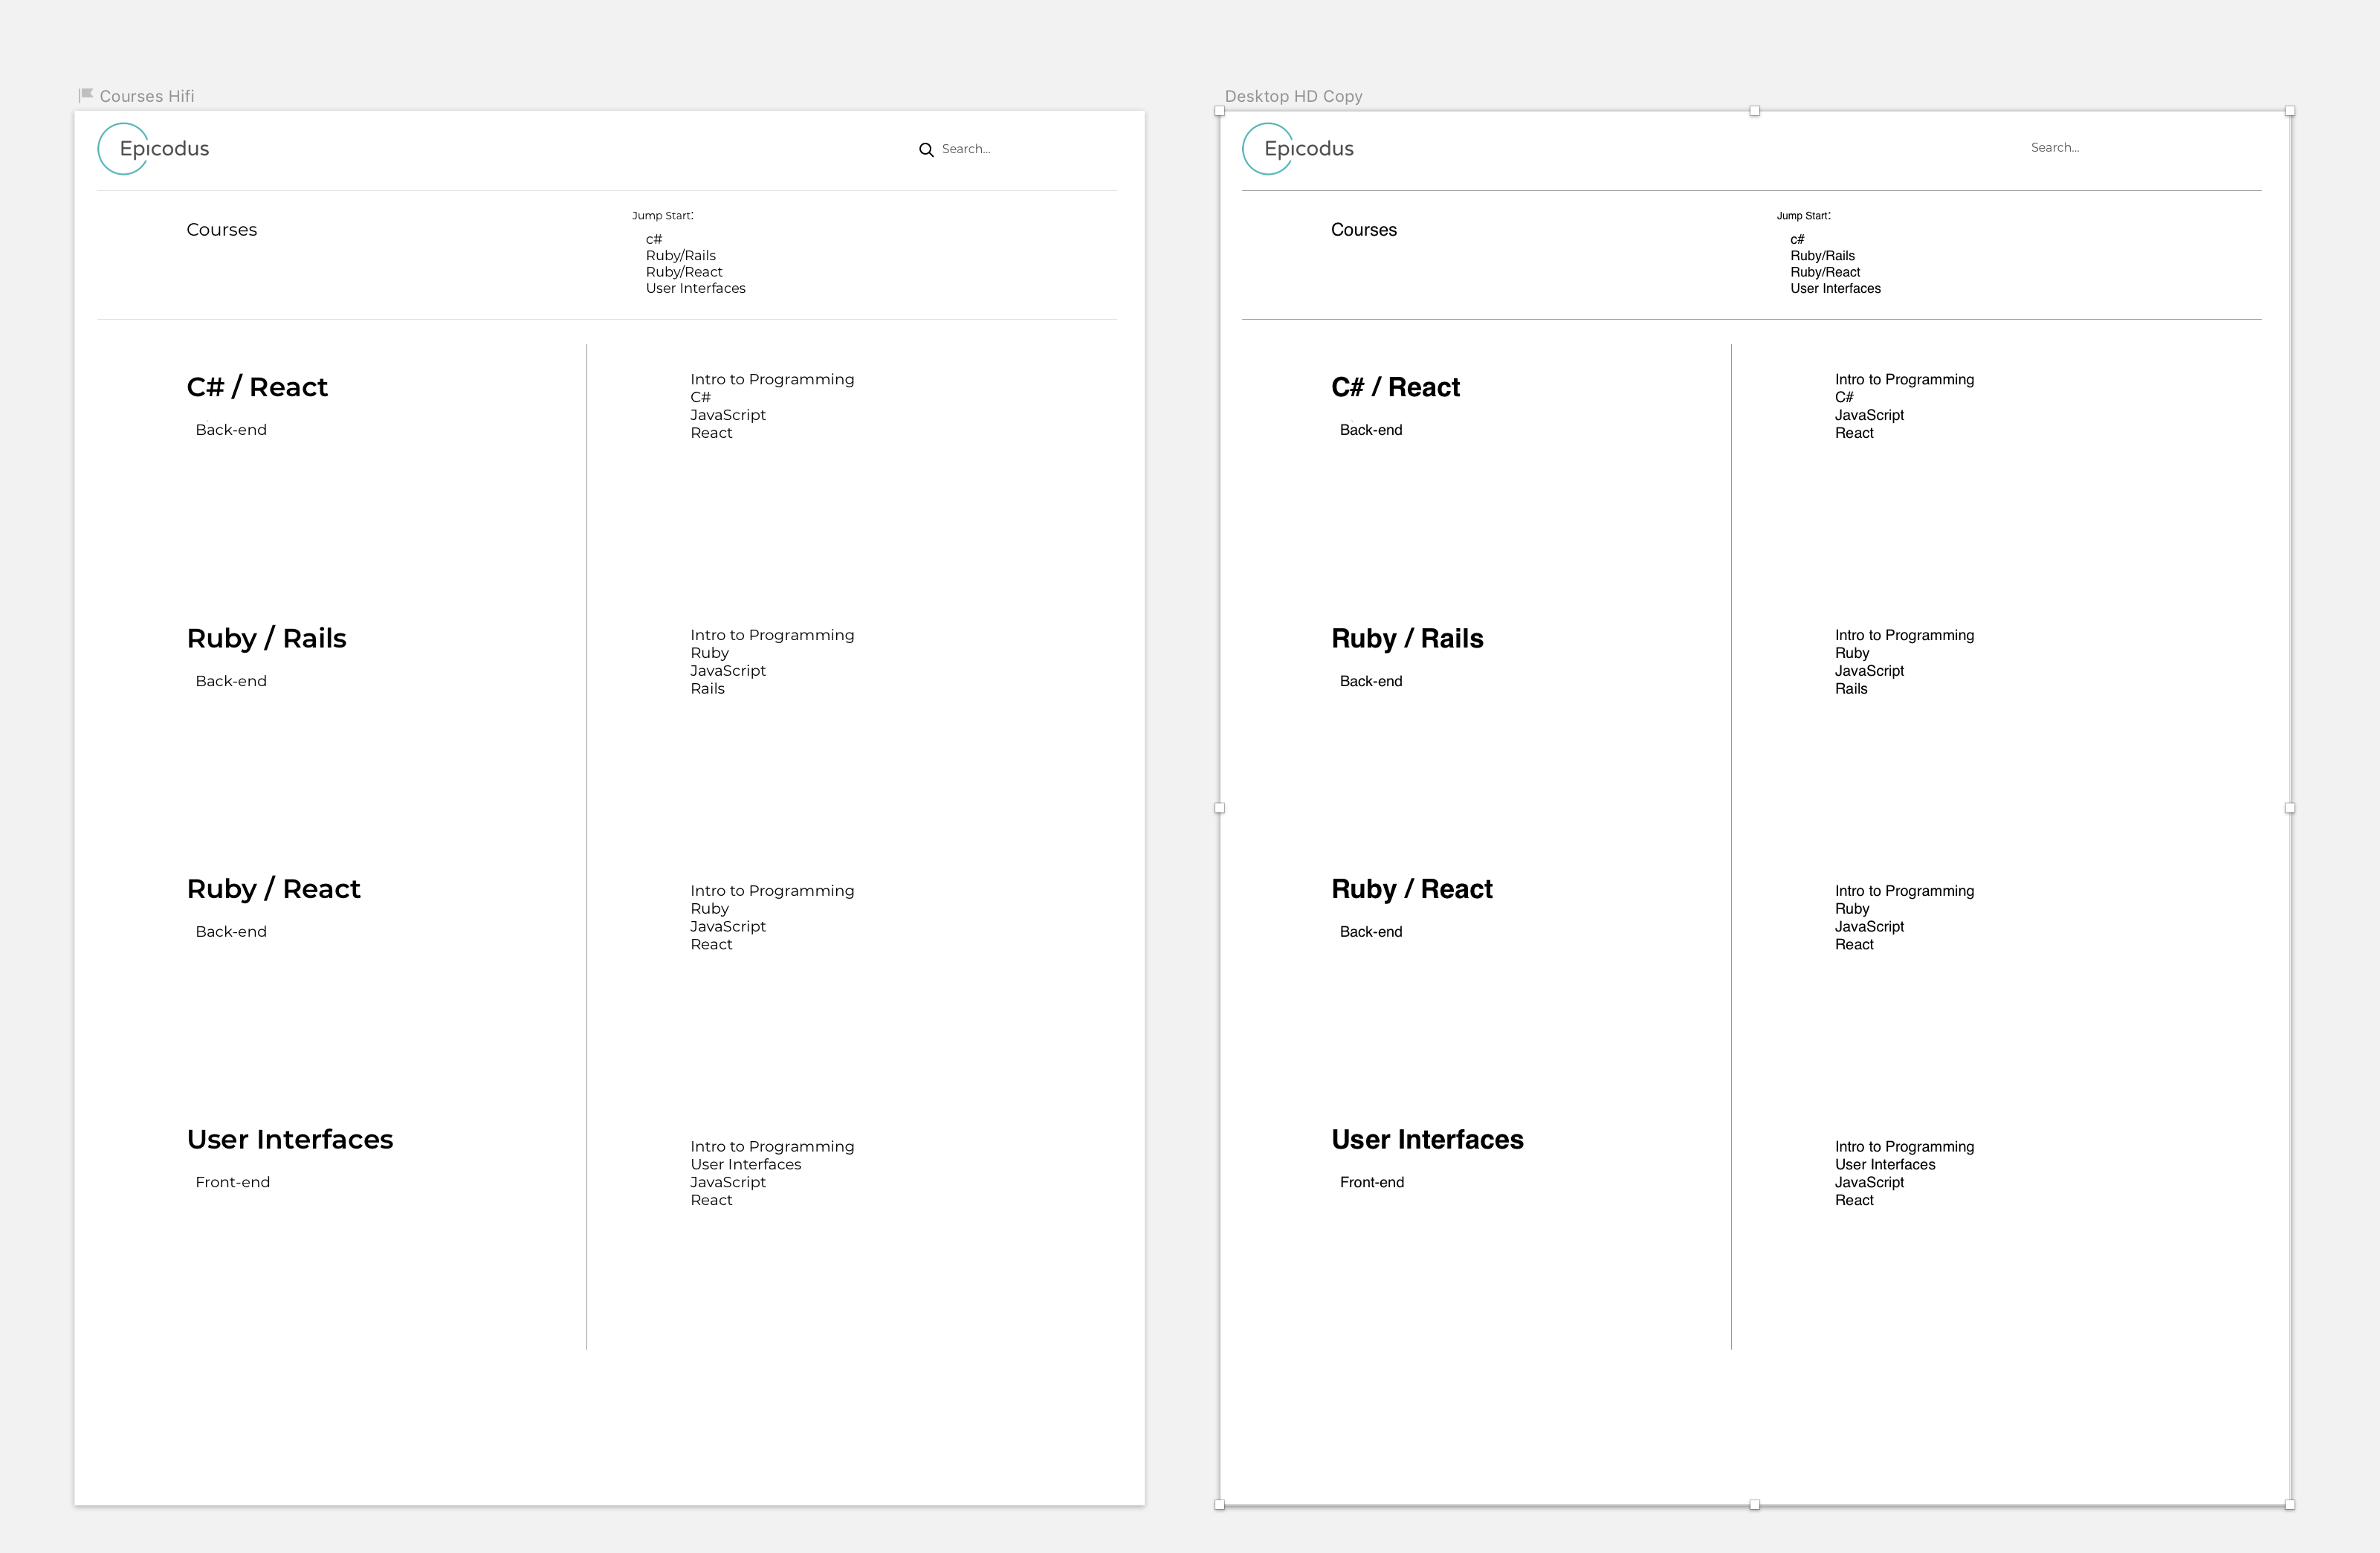 Courses Hifi
Epicodus
Search...
Courses
Jump Start:
c#
Ruby/Rails
Ruby/React
User Interfaces
C# / React
Back-end
Intro to Programming
C#
JavaScript
React
Ruby / Rails
Back-end
Intro to Programming
Ruby
JavaScript
Rails
Ruby / React
Back-end
Intro to Programming
Ruby
JavaScript
React
User Interfaces
Front-end
Intro to Programming
User Interfaces
JavaScript
React
Desktop HD Copy
Epicodus
Search...
Courses
Jump Start:
c#
Ruby/Rails
Ruby/React
User Interfaces
C# / React
Back-end
Intro to Programming
C#
JavaScript
React
Ruby / Rails
Back-end
Intro to Programming
Ruby
JavaScript
Rails
Ruby / React
Back-end
Intro to Programming
Ruby
JavaScript
React
User Interfaces
Front-end
Intro to Programming
User Interfaces
JavaScript
React